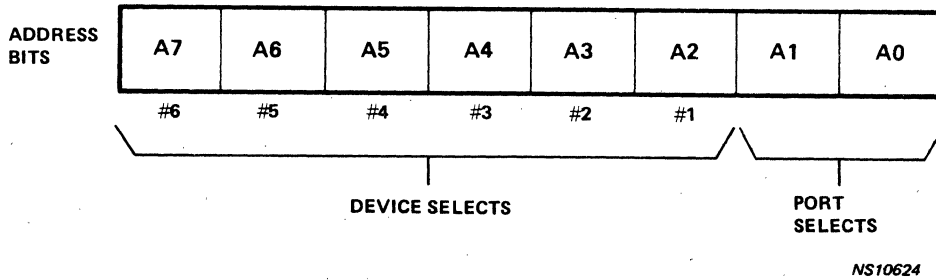 ADDRESS
BITS
A7 A6 A5 A4 A3 A2 A1 A0
#6 #5 #4 #3 #2 #1
DEVICE SELECTS
PORT
SELECTS
NS10624